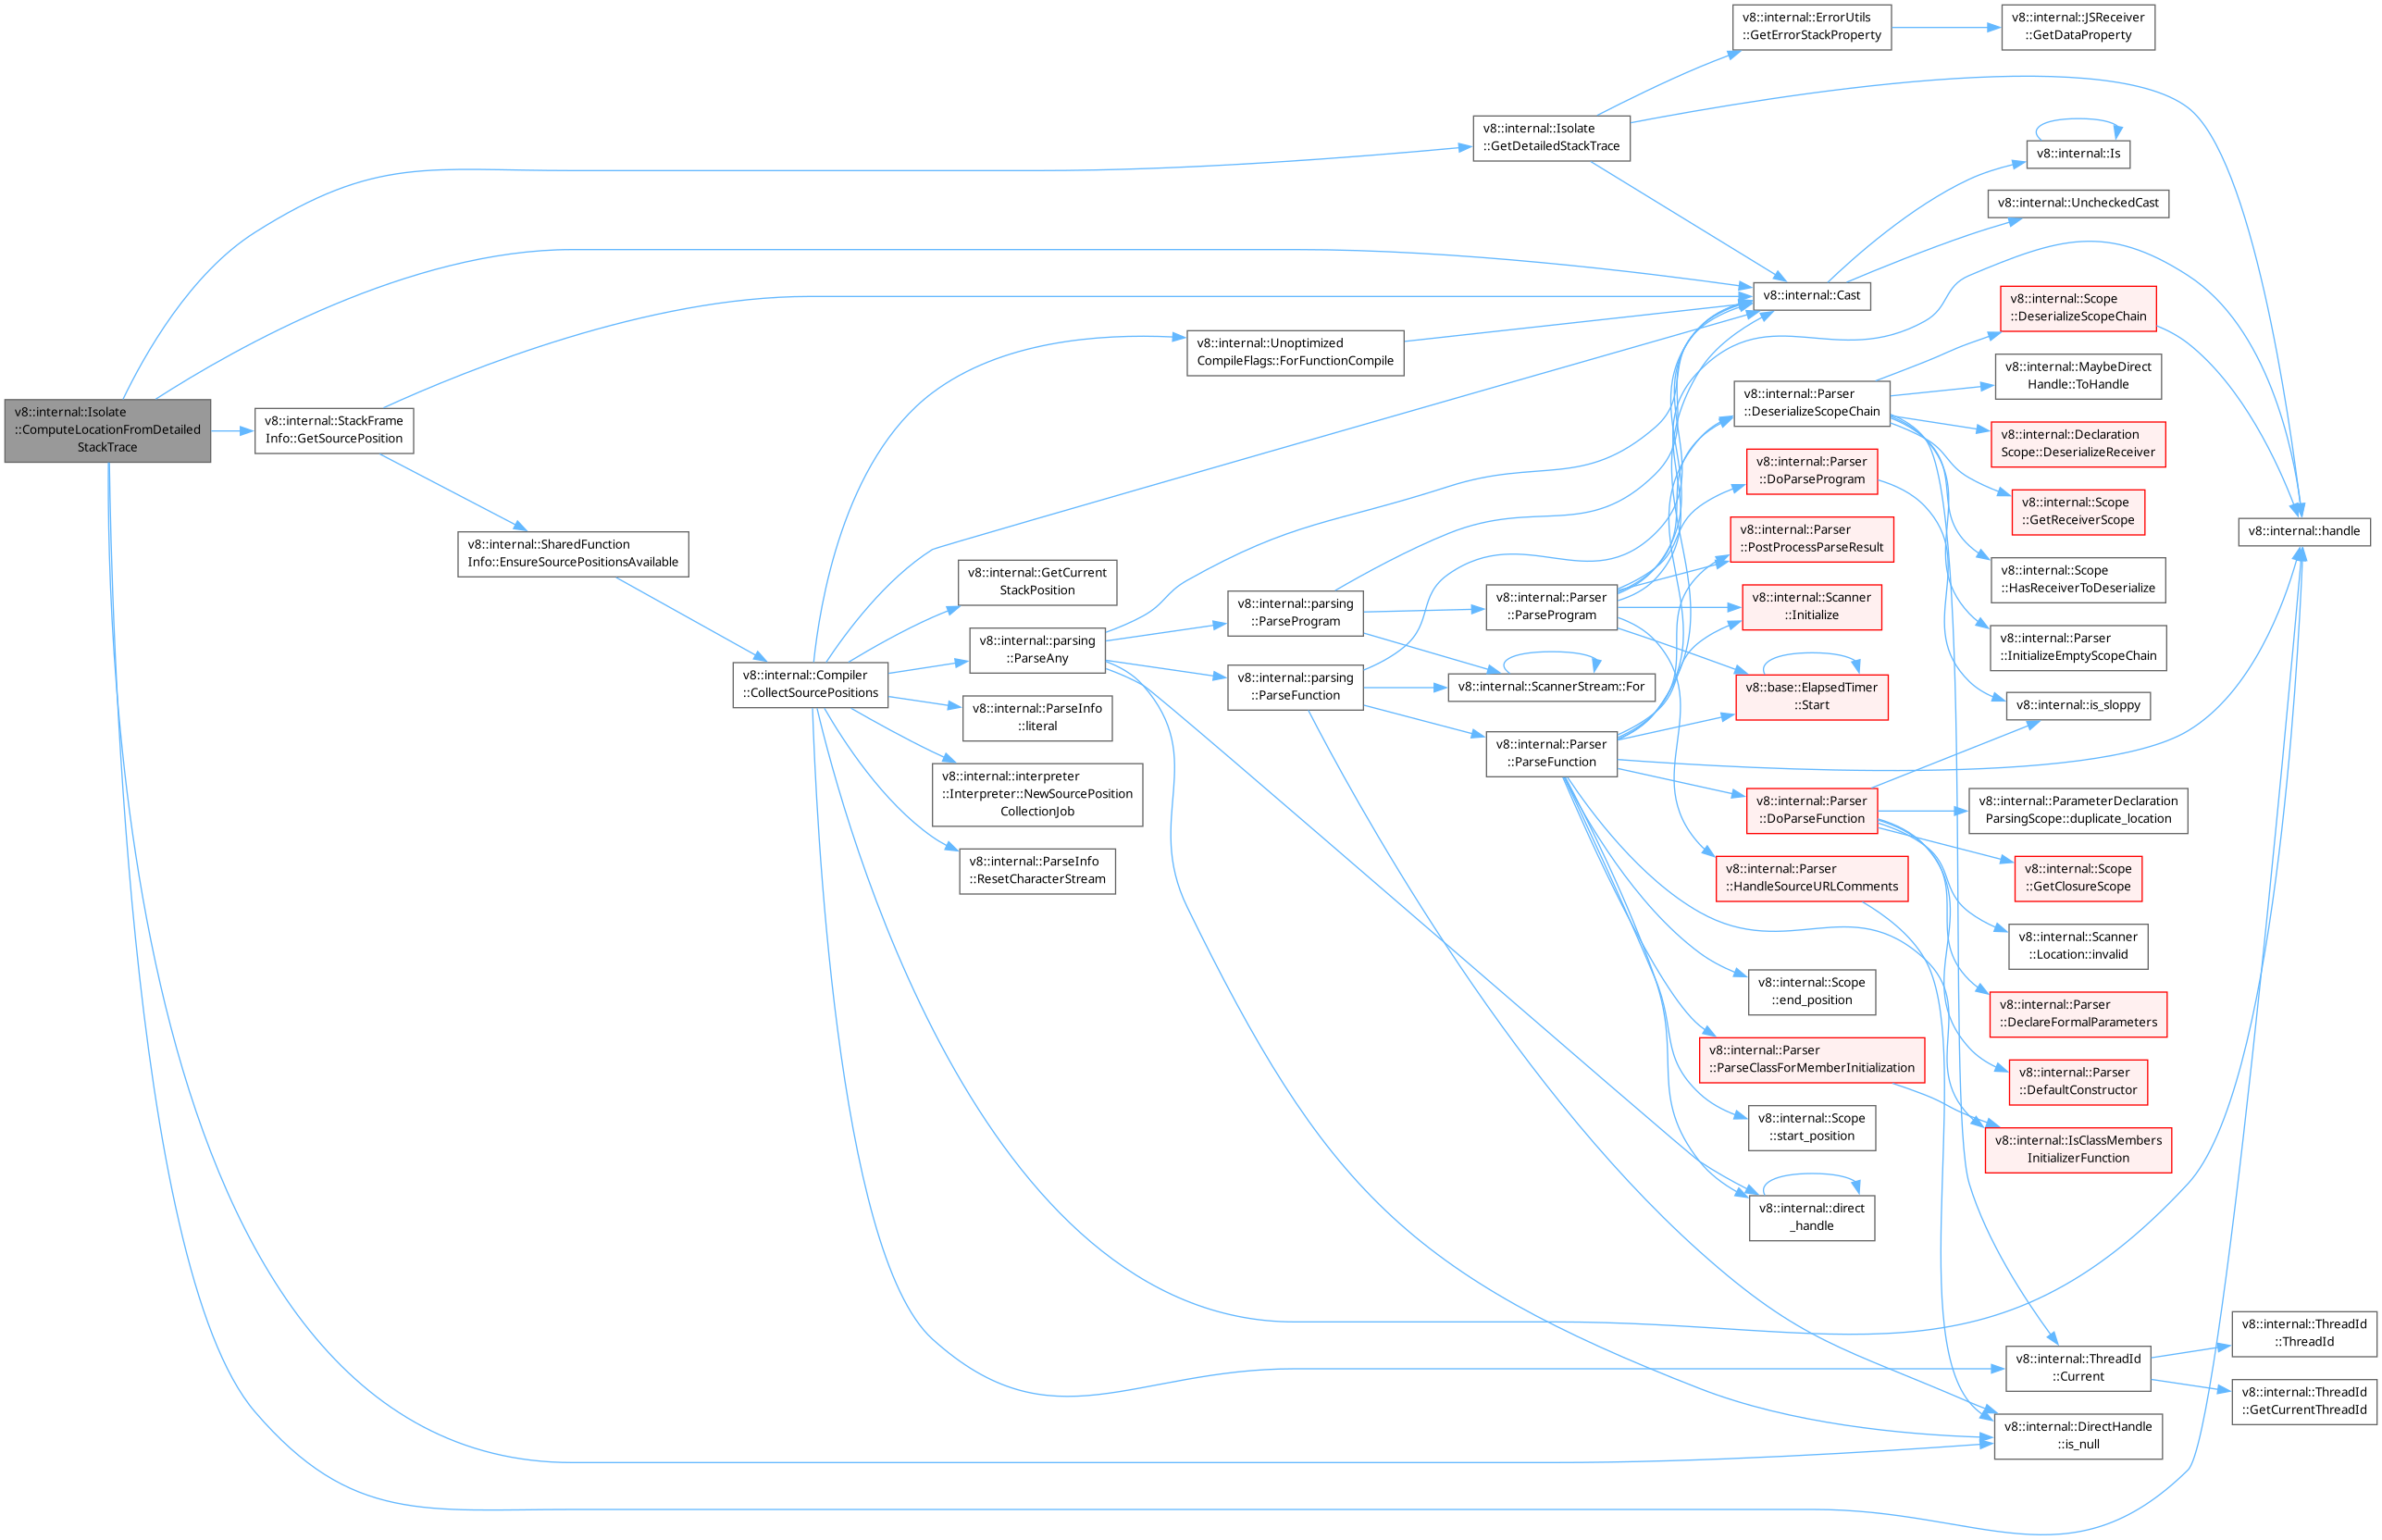 v8::internal::Isolate
::ComputeLocationFromDetailed
StackTrace
v8::internal::StackFrame
Info::GetSourcePosition
v8::internal::SharedFunction
Info::EnsureSourcePositionsAvailable
v8::internal::Compiler
::CollectSourcePositions
v8::internal::GetCurrent
StackPosition
v8::internal::parsing
::ParseAny
v8::internal::ParseInfo
::literal
v8::internal::interpreter
::Interpreter::NewSourcePosition
CollectionJob
v8::internal::ParseInfo
::ResetCharacterStream
v8::internal::Unoptimized
CompileFlags::ForFunctionCompile
v8::internal::parsing
::ParseProgram
v8::internal::parsing
::ParseFunction
v8::internal::Isolate
::GetDetailedStackTrace
v8::internal::Parser
::ParseProgram
v8::internal::ScannerStream::For
v8::internal::Parser
::ParseFunction
v8::internal::ErrorUtils
::GetErrorStackProperty
v8::internal::Cast
v8::internal::Parser
::DeserializeScopeChain
v8::internal::Parser
::DoParseProgram
v8::internal::Parser
::PostProcessParseResult
v8::internal::Scanner
::Initialize
v8::base::ElapsedTimer
::Start
v8::internal::Parser
::DoParseFunction
v8::internal::Parser
::HandleSourceURLComments
v8::internal::Scope
::end_position
v8::internal::Parser
::ParseClassForMemberInitialization
v8::internal::Scope
::start_position
v8::internal::direct
_handle
v8::internal::JSReceiver
::GetDataProperty
v8::internal::Is
v8::internal::UncheckedCast
v8::internal::Scope
::DeserializeScopeChain
v8::internal::MaybeDirect
Handle::ToHandle
v8::internal::Declaration
Scope::DeserializeReceiver
v8::internal::Scope
::GetReceiverScope
v8::internal::Scope
::HasReceiverToDeserialize
v8::internal::Parser
::InitializeEmptyScopeChain
v8::internal::is_sloppy
v8::internal::ParameterDeclaration
ParsingScope::duplicate_location
v8::internal::Scope
::GetClosureScope
v8::internal::Scanner
::Location::invalid
v8::internal::Parser
::DeclareFormalParameters
v8::internal::Parser
::DefaultConstructor
v8::internal::IsClassMembers
InitializerFunction
v8::internal::ThreadId
::Current
v8::internal::DirectHandle
::is_null
v8::internal::handle
v8::internal::ThreadId
::ThreadId
v8::internal::ThreadId
::GetCurrentThreadId